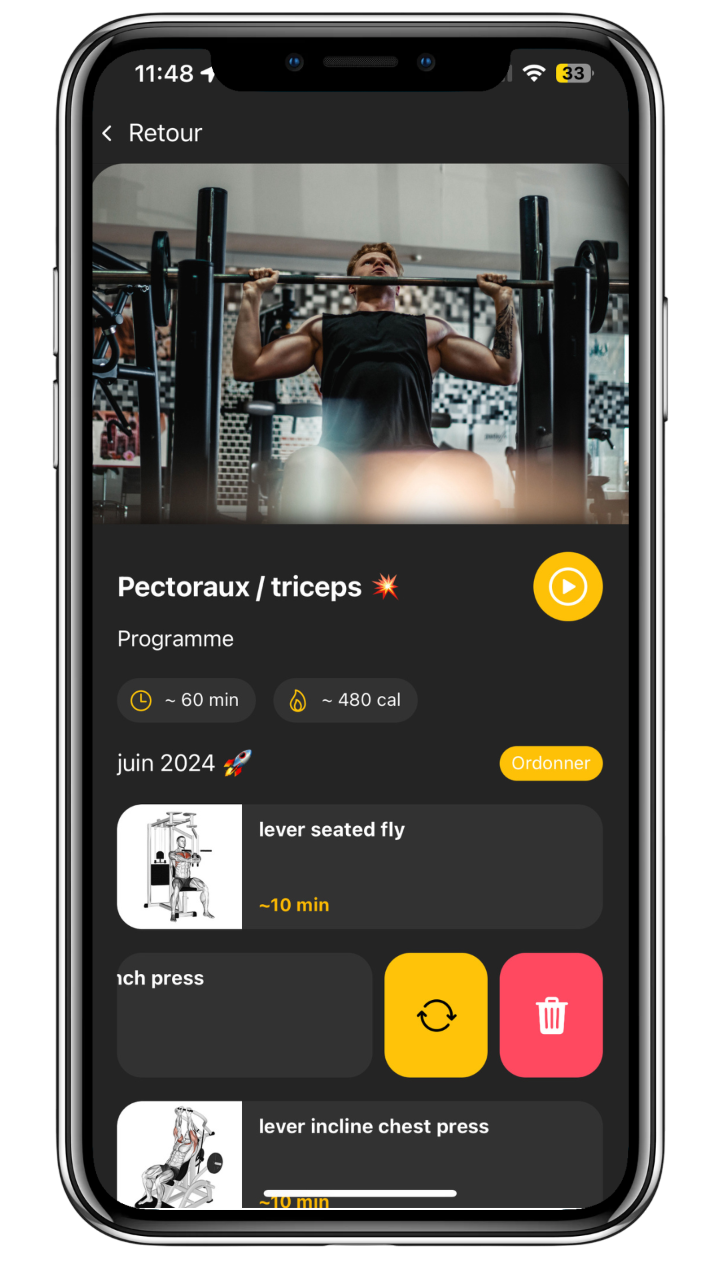 11:48
33
Retour
Pectoraux / triceps 💥
Programme
~ 60 min
~ 480 cal
juin 2024 🚀
Ordonner
lever seated fly
~10 min
nch press
lever incline chest press
~10 min